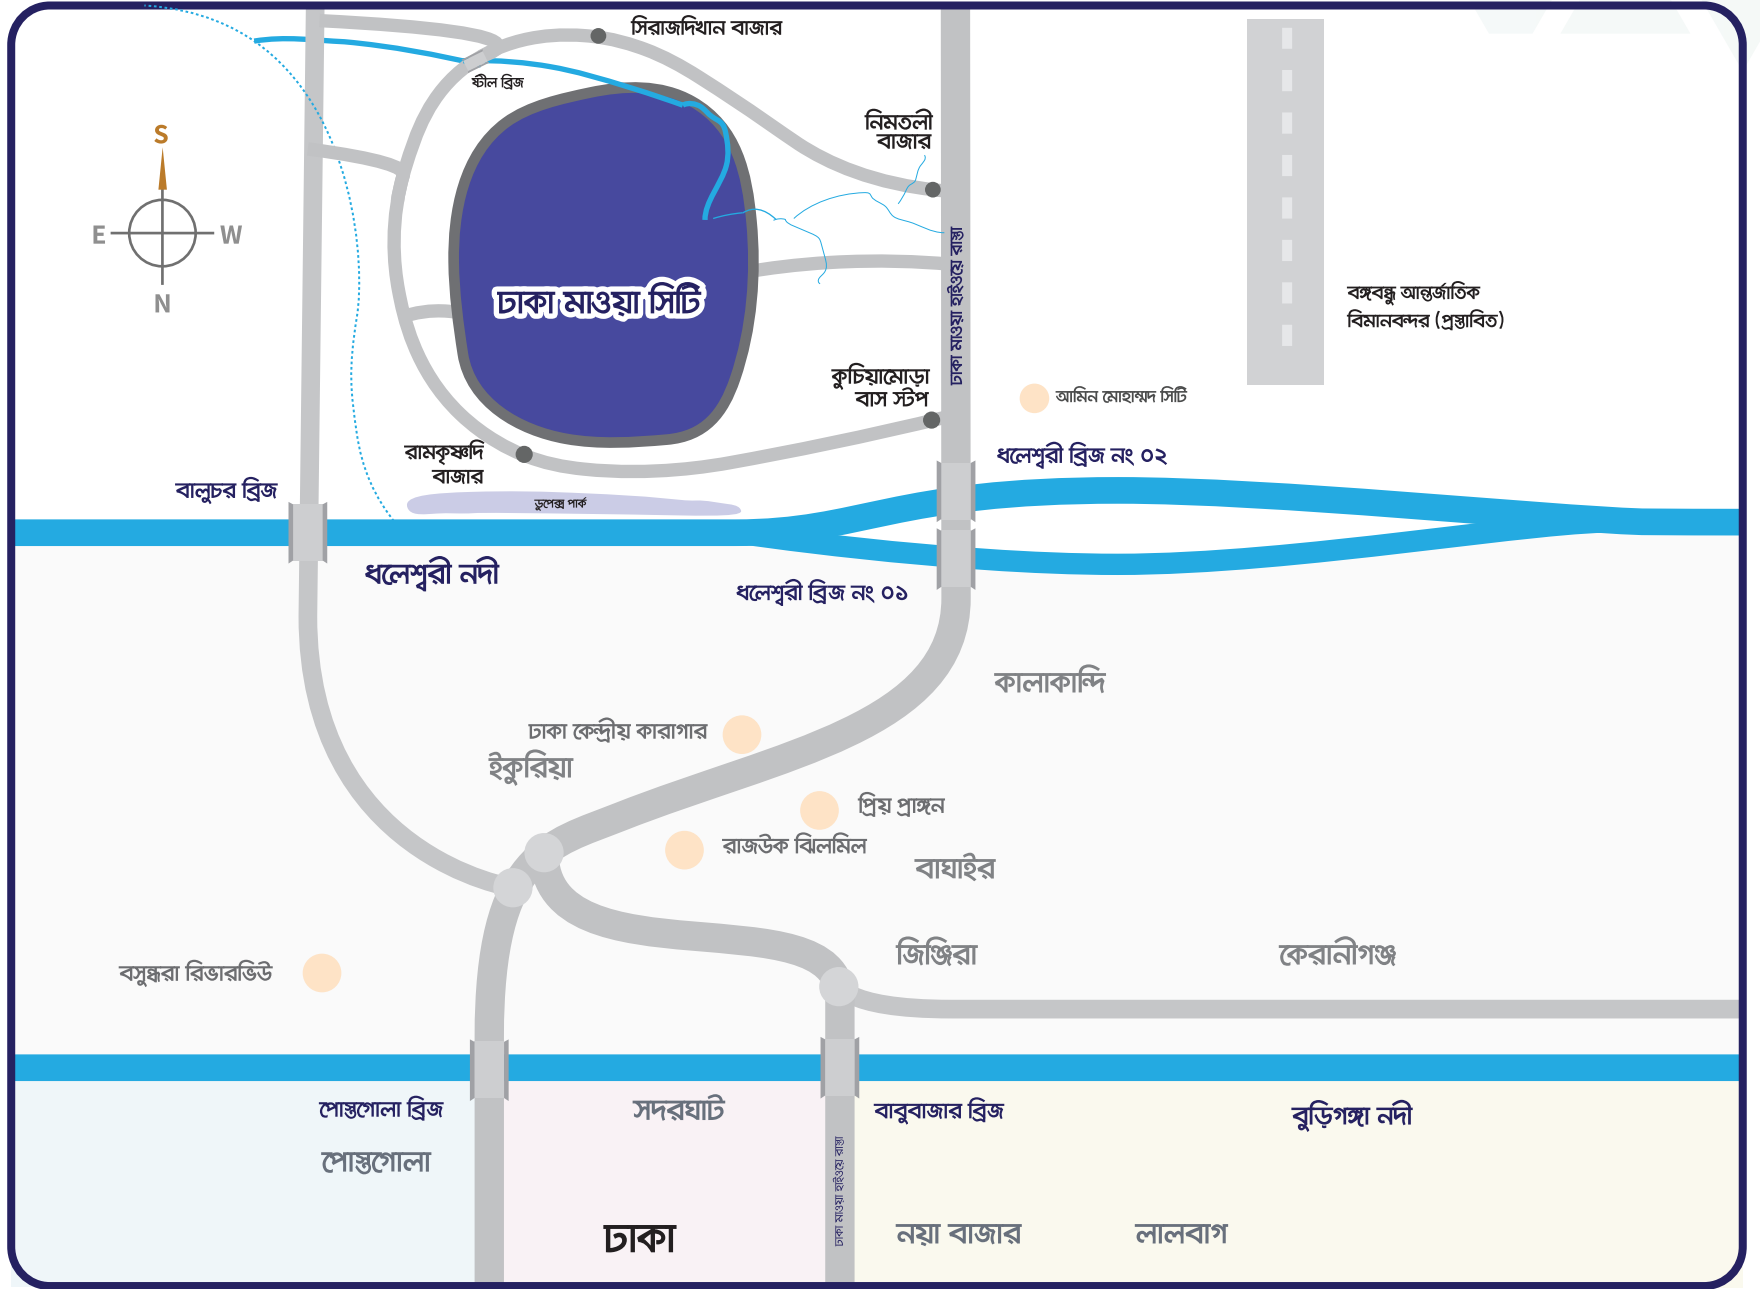 সিরাজদিখান বাজার
ষ্টীল ব্রিজ
নিমতলী
বাজার
S
E
W
N
ঢাকা মাওয়া সিটি
ঢাকা মাওয়া হাইওয়ে রাস্তা
বঙ্গবন্ধু আন্তর্জাতিক
বিমানবন্দর (প্রস্তাবিত)
কুচিয়ামোড়া
বাস স্টপ
আমিন মোহাম্মদ সিটি
রামকৃষ্ণদি
বাজার
ধলেশ্বরী ব্রিজ নং ০২
বালুচর ব্রিজ
ডুপেক্স পার্ক
ধলেশ্বরী নদী
ধলেশ্বরী ব্রিজ নং ০১
কালাকান্দি
ঢাকা কেন্দ্রীয় কারাগার
ইকুরিয়া
প্রিয় প্রাঙ্গন
রাজউক ঝিলমিল
বাঘাইর
জিঞ্জিরা
কেরানীগঞ্জ
বসুন্ধরা রিভারভিউ
পোস্তগোলা ব্রিজ
সদরঘাট
বাবুবাজার ব্রিজ
বুড়িগঙ্গা নদী
পোস্তগোলা
ঢাকা মাওয়া হাইওয়ে রাস্তা
ঢাকা
নয়া বাজার
লালবাগ